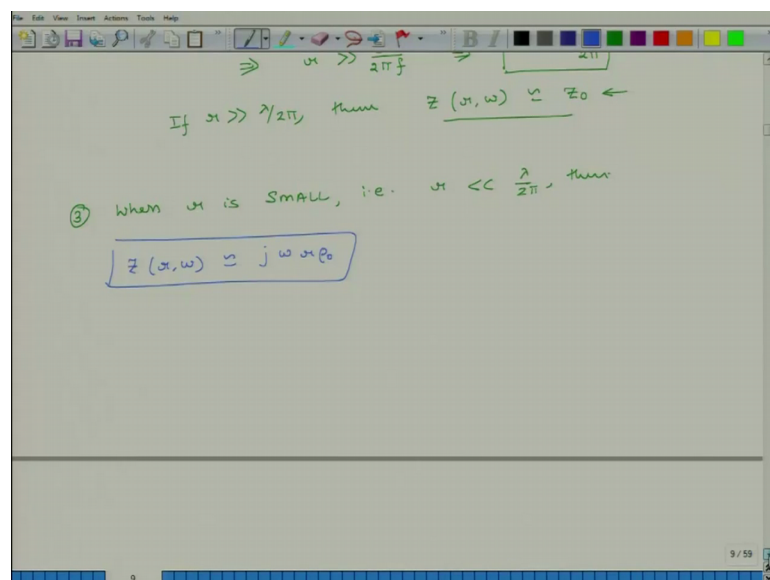 File Edit View Insert Actions Tools Help
⇒ r >> 2πf ⇒ 2π
If r >> λ/2π, then Z (r, ω) ≃ Z₀ ←
③ When r is SMALL, i.e. r << λ/2π, then
Z (r, ω) ≃ j ω r ρ₀
9 / 59
9